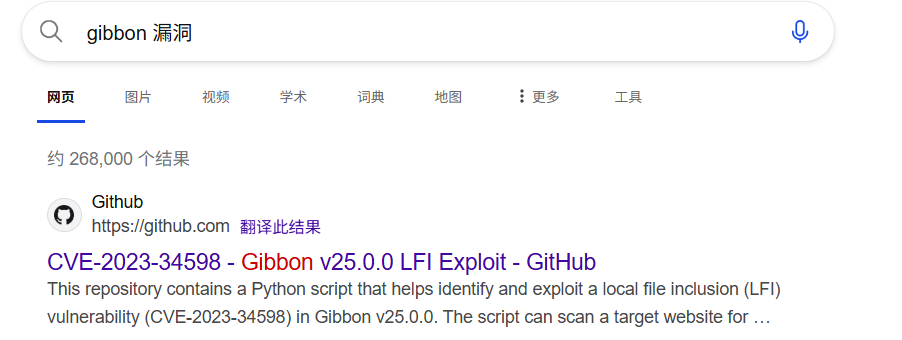 gibbon 漏洞
网页 图片 视频 学术 词典 地图 更多 工具
约 268,000 个结果
Github
https://github.com 翻译此结果
CVE-2023-34598 - Gibbon v25.0.0 LFI Exploit - GitHub
This repository contains a Python script that helps identify and exploit a local file inclusion (LFI)
vulnerability (CVE-2023-34598) in Gibbon v25.0.0. The script can scan a target website for …